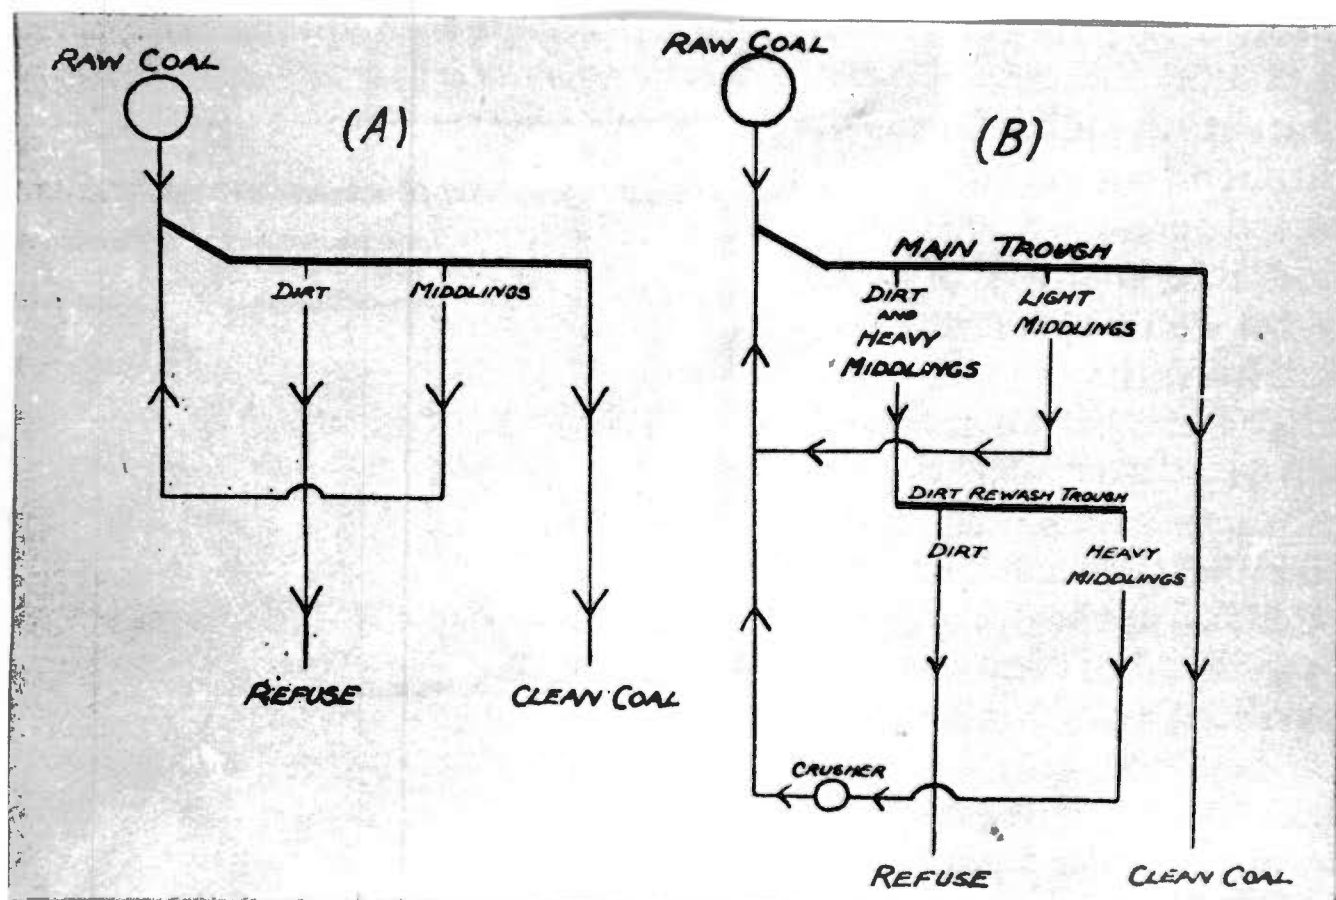 RAW COAL
(A)
DIRT
MIDDLINGS
REFUSE
CLEAN COAL
RAW COAL
(B)
MAIN TROUGH
DIRT
AND
HEAVY
MIDDLINGS
LIGHT
MIDDLINGS
DIRT REWASH TROUGH
DIRT
HEAVY
MIDDLINGS
CRUSHER
REFUSE
CLEAN COAL